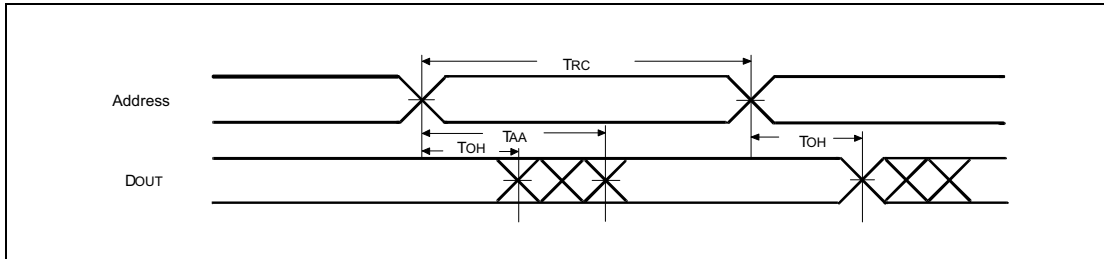 TRC
Address
TAA
TOH
TOH
DOUT